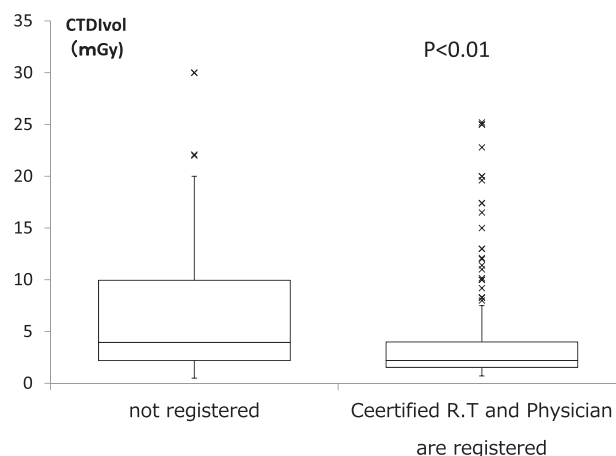 CTDIvol
（mGy）
P<0.01
35
30
25
20
15
10
5
0
not registered
Ceertified R.T and Physician
are registered